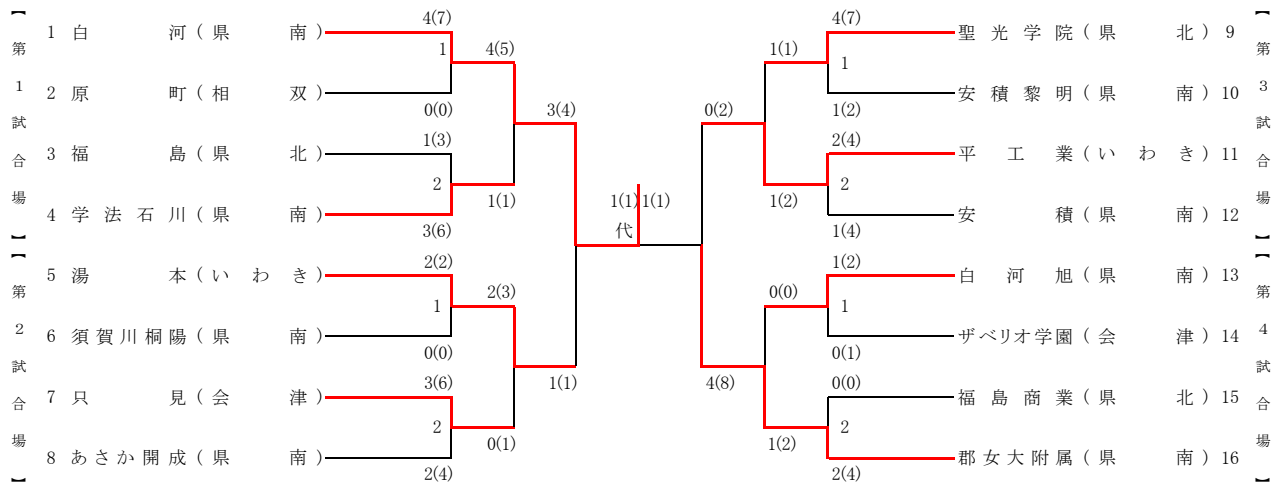 【第1試合場】
4(7)
1 白河(県南)
1
4(5)
2 原町(相双)
0(0)
3(4)
1(3)
3 福島(県北)
2
1(1)
4 学法石川(県南)
3(6)
【第2試合場】
2(2)
5 湯本(いわき)
1
2(3)
6 須賀川桐陽(県南)
0(0)
1(1)
3(6)
7 只見(会津)
2
0(1)
8 あさか開成(県南)
2(4)
1(1) 1(1)
代
【第3試合場】
4(7)
聖光学院(県北) 9
1(1)
1
安積黎明(県南) 10
1(2)
0(2)
2(4)
平工業(いわき) 11
2
1(2)
安積(県南) 12
1(4)
【第4試合場】
1(2)
白河旭(県南) 13
0(0)
1
ザベリオ学園(会津) 14
0(1)
4(8)
0(0)
福島商業(県北) 15
2
1(2)
郡女大附属(県南) 16
2(4)